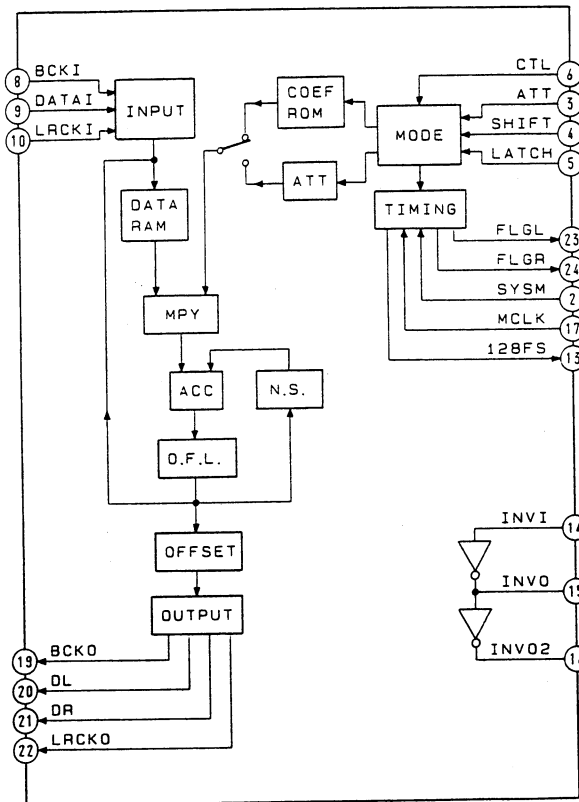 BCKI
8
DATAI
9
LRCKI
10
INPUT
COEF
ROM
CTL
6
ATT
3
SHIFT
4
LATCH
5
MODE
ATT
TIMING
DATA
RAM
FLGL
23
FLGR
24
SYSM
2
MCLK
17
128FS
13
MPY
ACC
N.S.
O.F.L.
OFFSET
OUTPUT
INVI
14
INVO
15
INVO2
BCKO
19
DL
20
DR
21
LRCKO
22